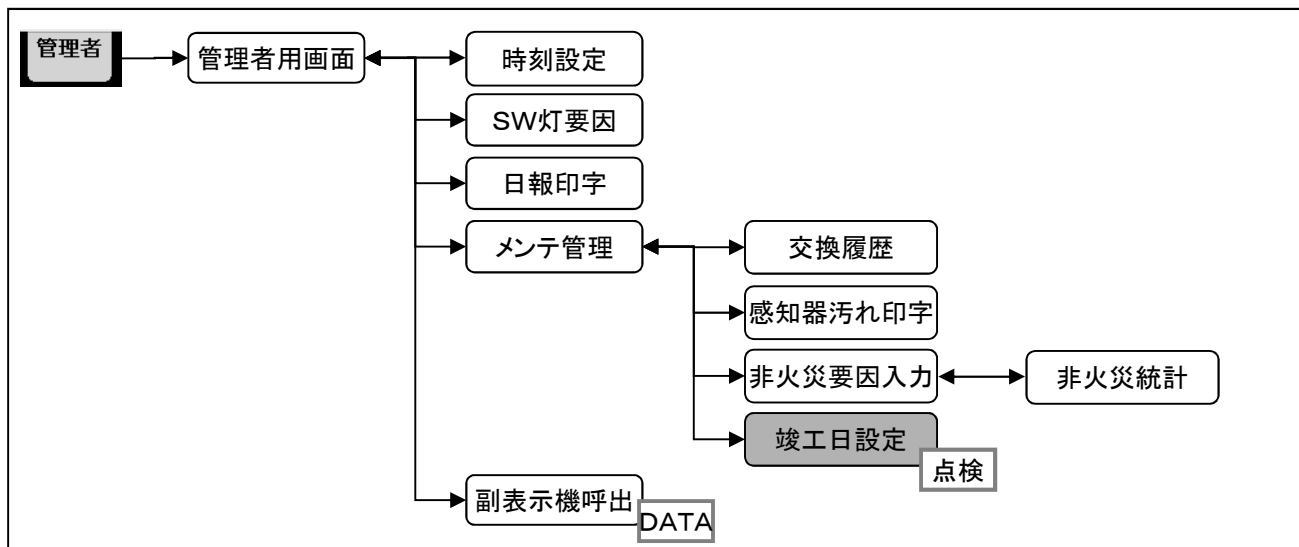 管理者
管理者用画面
時刻設定
SW灯要因
日報印字
メンテ管理
交換履歴
感知器汚れ印字
非火災要因入力
非火災統計
竣工日設定
点検
副表示機呼出
DATA